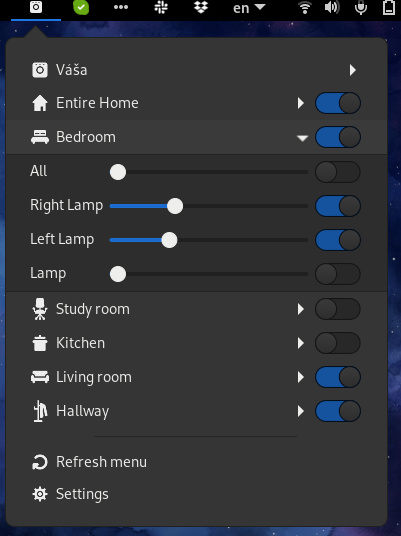 en
Váša
Entire Home
Bedroom
All
Right Lamp
Left Lamp
Lamp
Study room
Kitchen
Living room
Hallway
Refresh menu
Settings